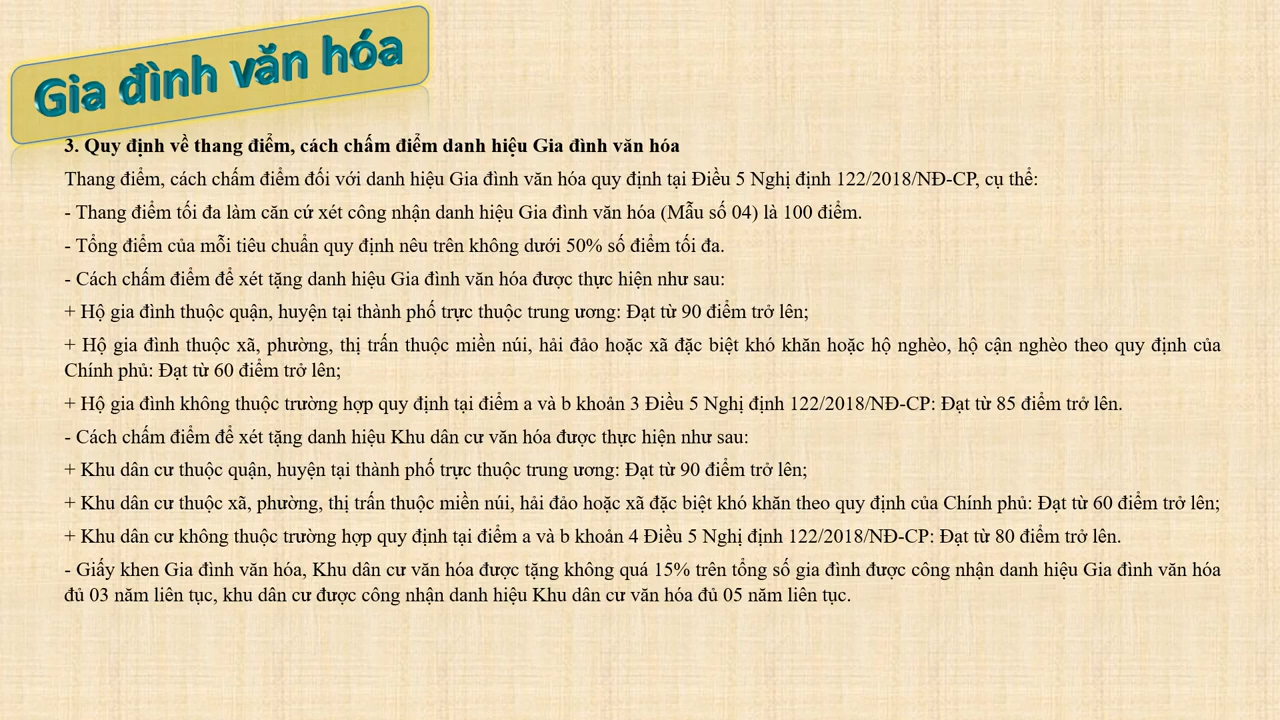 Gia đình văn hóa
3. Quy định về thang điểm, cách chấm điểm danh hiệu Gia đình văn hóa
Thang điểm, cách chấm điểm đối với danh hiệu Gia đình văn hóa quy định tại Điều 5 Nghị định 122/2018/NĐ-CP, cụ thể:
- Thang điểm tối đa làm căn cứ xét công nhận danh hiệu Gia đình văn hóa (Mẫu số 04) là 100 điểm.
- Tổng điểm của mỗi tiêu chuẩn quy định nêu trên không dưới 50% số điểm tối đa.
- Cách chấm điểm để xét tặng danh hiệu Gia đình văn hóa được thực hiện như sau:
+ Hộ gia đình thuộc quận, huyện tại thành phố trực thuộc trung ương: Đạt từ 90 điểm trở lên;
+ Hộ gia đình thuộc xã, phường, thị trấn thuộc miền núi, hải đảo hoặc xã đặc biệt khó khăn hoặc hộ nghèo, hộ cận nghèo theo quy định của
Chính phủ: Đạt từ 60 điểm trở lên;
+ Hộ gia đình không thuộc trường hợp quy định tại điểm a và b khoản 3 Điều 5 Nghị định 122/2018/NĐ-CP: Đạt từ 85 điểm trở lên.
- Cách chấm điểm để xét tặng danh hiệu Khu dân cư văn hóa được thực hiện như sau:
+ Khu dân cư thuộc quận, huyện tại thành phố trực thuộc trung ương: Đạt từ 90 điểm trở lên;
+ Khu dân cư thuộc xã, phường, thị trấn thuộc miền núi, hải đảo hoặc xã đặc biệt khó khăn theo quy định của Chính phủ: Đạt từ 60 điểm trở lên;
+ Khu dân cư không thuộc trường hợp quy định tại điểm a và b khoản 4 Điều 5 Nghị định 122/2018/NĐ-CP: Đạt từ 80 điểm trở lên.
- Giấy khen Gia đình văn hóa, Khu dân cư văn hóa được tặng không quá 15% trên tổng số gia đình được công nhận danh hiệu Gia đình văn hóa
đủ 03 năm liên tục, khu dân cư được công nhận danh hiệu Khu dân cư văn hóa đủ 05 năm liên tục.